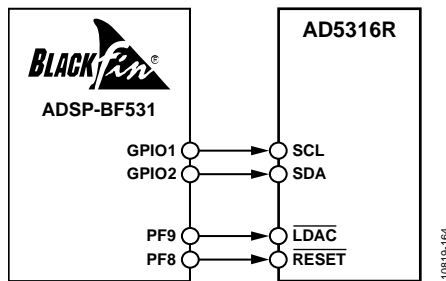 BLACKfin®
ADSP-BF531
AD5316R
GPIO1
SCL
GPIO2
SDA
PF9
LDAC
PF8
RESET
10819-164